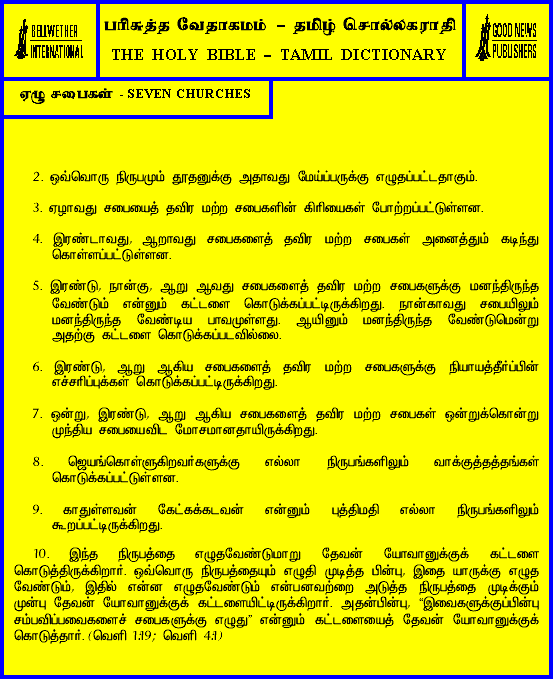 BELLWETHER
INTERNATIONAL
பரிசுத்த வேதாகமம் – தமிழ் சொல்லகராதி
THE HOLY BIBLE – TAMIL DICTIONARY
GOOD NEWS
PUBLISHERS
ஏழு சபைகள் - SEVEN CHURCHES
2. ஒவ்வொரு நிருபமும் தூதனுக்கு அதாவது மேய்ப்பருக்கு எழுதப்பட்டதாகும்.
3. ஏழாவது சபையைத் தவிர மற்ற சபைகளின் கிரியைகள் போற்றப்பட்டுள்ளன.
4. இரண்டாவது, ஆறாவது சபைகளைத் தவிர மற்ற சபைகள் அனைத்தும் கடிந்து
கொள்ளப்பட்டுள்ளன.
5. இரண்டு, நான்கு, ஆறு ஆவது சபைகளைத் தவிர மற்ற சபைகளுக்கு மனந்திருந்த
வேண்டும் என்னும் கட்டளை கொடுக்கப்பட்டிருக்கிறது. நான்காவது சபையிலும்
மனந்திருந்த வேண்டிய பாவமுள்ளது. ஆயினும் மனந்திருந்த வேண்டுமென்று
அதற்கு கட்டளை கொடுக்கப்படவில்லை.
6. இரண்டு, ஆறு ஆகிய சபைகளைத் தவிர மற்ற சபைகளுக்கு நியாயத்தீர்ப்பின்
எச்சரிப்புக்கள் கொடுக்கப்பட்டிருக்கிறது.
7. ஒன்று, இரண்டு, ஆறு ஆகிய சபைகளைத் தவிர மற்ற சபைகள் ஒன்றுக்கொன்று
முந்திய சபையைவிட மோசமானதாயிருக்கிறது.
8. ஜெயங்கொள்ளுகிறவர்களுக்கு எல்லா நிருபங்களிலும் வாக்குத்தத்தங்கள்
கொடுக்கப்பட்டுள்ளன.
9. காதுள்ளவன் கேட்கக்கடவன் என்னும் புத்திமதி எல்லா நிருபங்களிலும்
கூறப்பட்டிருக்கிறது.
10. இந்த நிருபத்தை எழுதவேண்டுமாறு தேவன் யோவானுக்குக் கட்டளை
கொடுத்திருக்கிறார். ஒவ்வொரு நிருபத்தையும் எழுதி முடித்த பின்பு, இதை யாருக்கு எழுத
வேண்டும், இதில் என்ன எழுதவேண்டும் என்பனவற்றை அடுத்த நிருபத்தை முடிக்கும்
முன்பு தேவன் யோவானுக்குக் கட்டளையிட்டிருக்கிறார். அதன்பின்பு, "இவைகளுக்குப்பின்பு
சம்பவிப்பவைகளைச் சபைகளுக்கு எழுது" என்னும் கட்டளையைத் தேவன் யோவானுக்குக்
கொடுத்தார். (வெளி 1:19; வெளி 4:1)